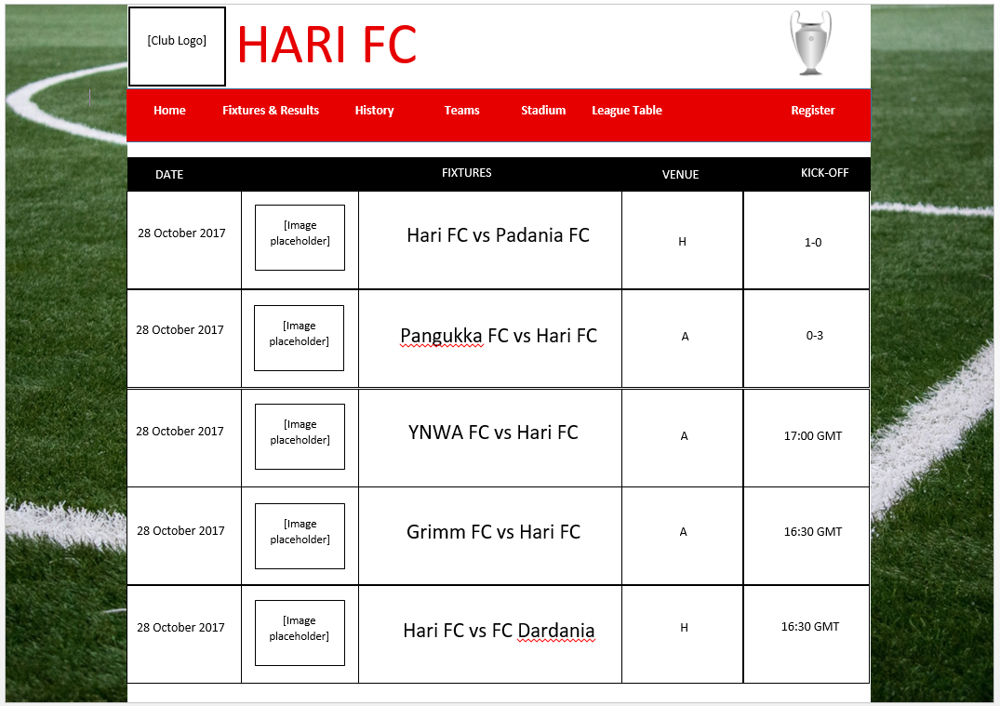 [Club Logo]
HARI FC
Home Fixtures & Results History Teams Stadium League Table Register
DATE FIXTURES VENUE KICK-OFF
28 October 2017
[Image
placeholder]
Hari FC vs Padania FC
H
1-0
28 October 2017
[Image
placeholder]
Pangukka FC vs Hari FC
A
0-3
28 October 2017
[Image
placeholder]
YNWA FC vs Hari FC
A
17:00 GMT
28 October 2017
[Image
placeholder]
Grimm FC vs Hari FC
A
16:30 GMT
28 October 2017
[Image
placeholder]
Hari FC vs FC Dardania
H
16:30 GMT